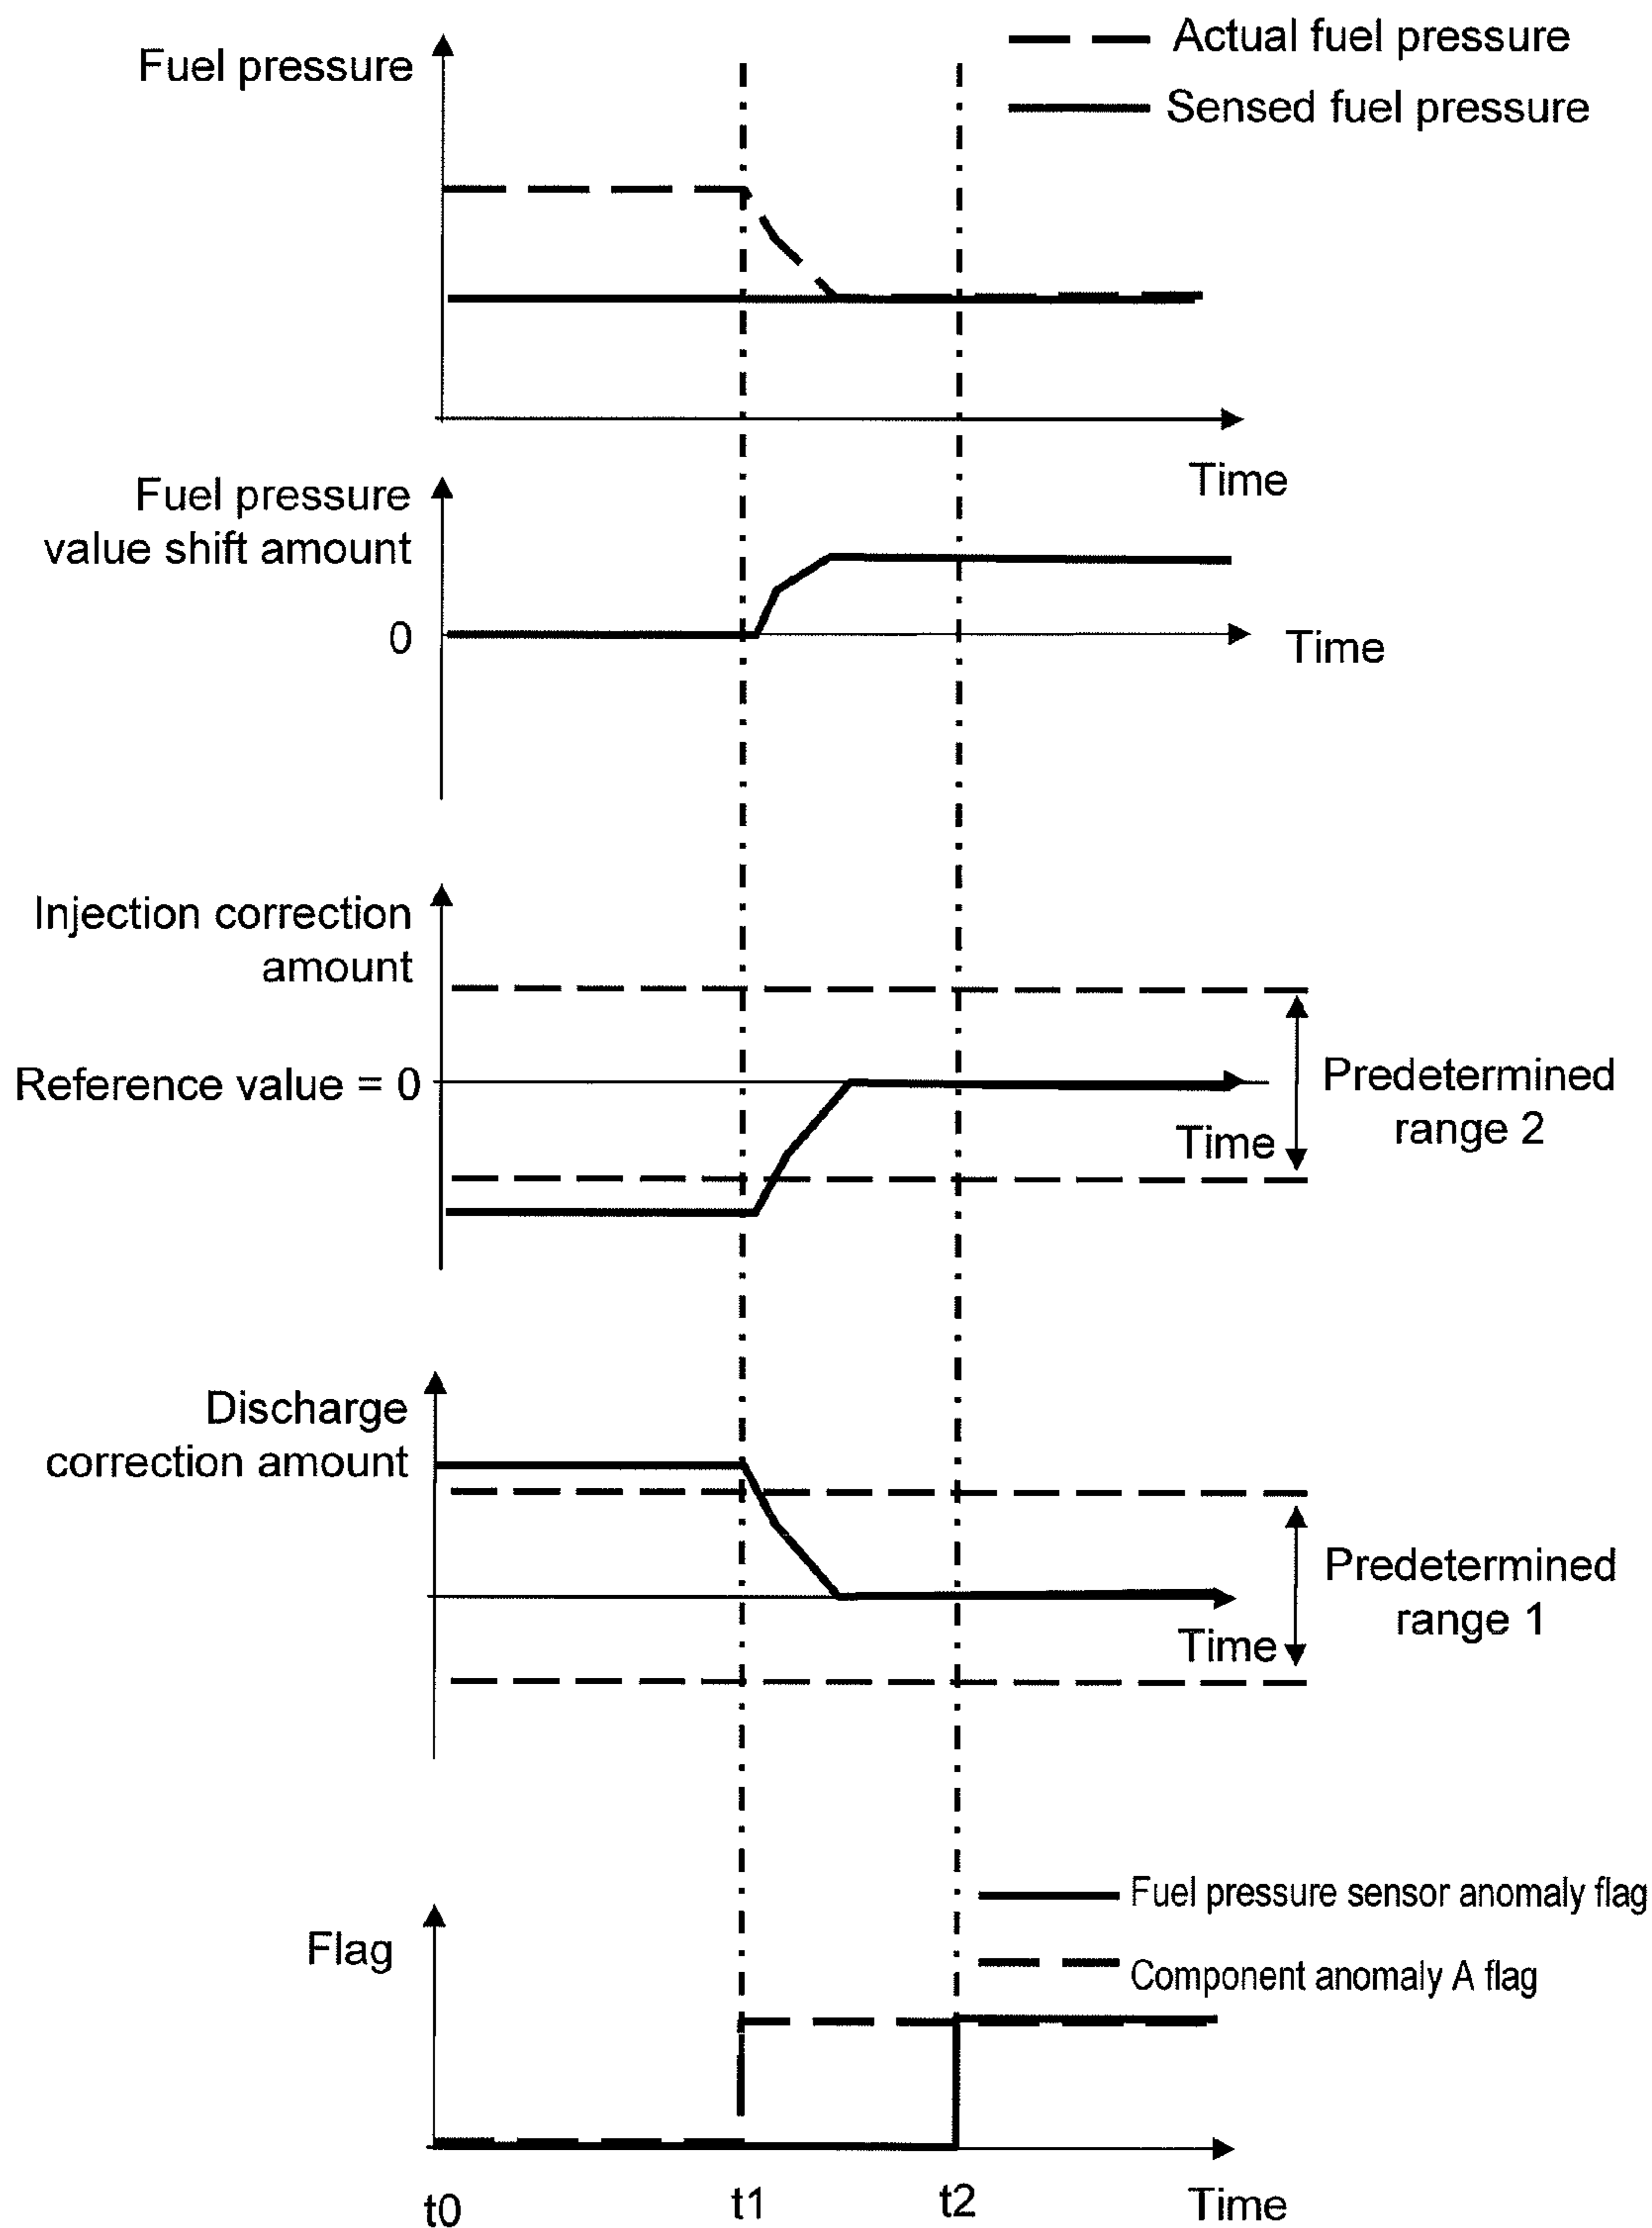 Actual fuel pressure
Fuel pressure
Sensed fuel pressure
Time
Fuel pressure
value shift amount
0
Time
Injection correction
amount
Reference value = 0
Predetermined
range 2
Time
Discharge
correction amount
Predetermined
range 1
Time
Fuel pressure sensor anomaly flag
Flag
Component anomaly A flag
t0
t1
t2
Time